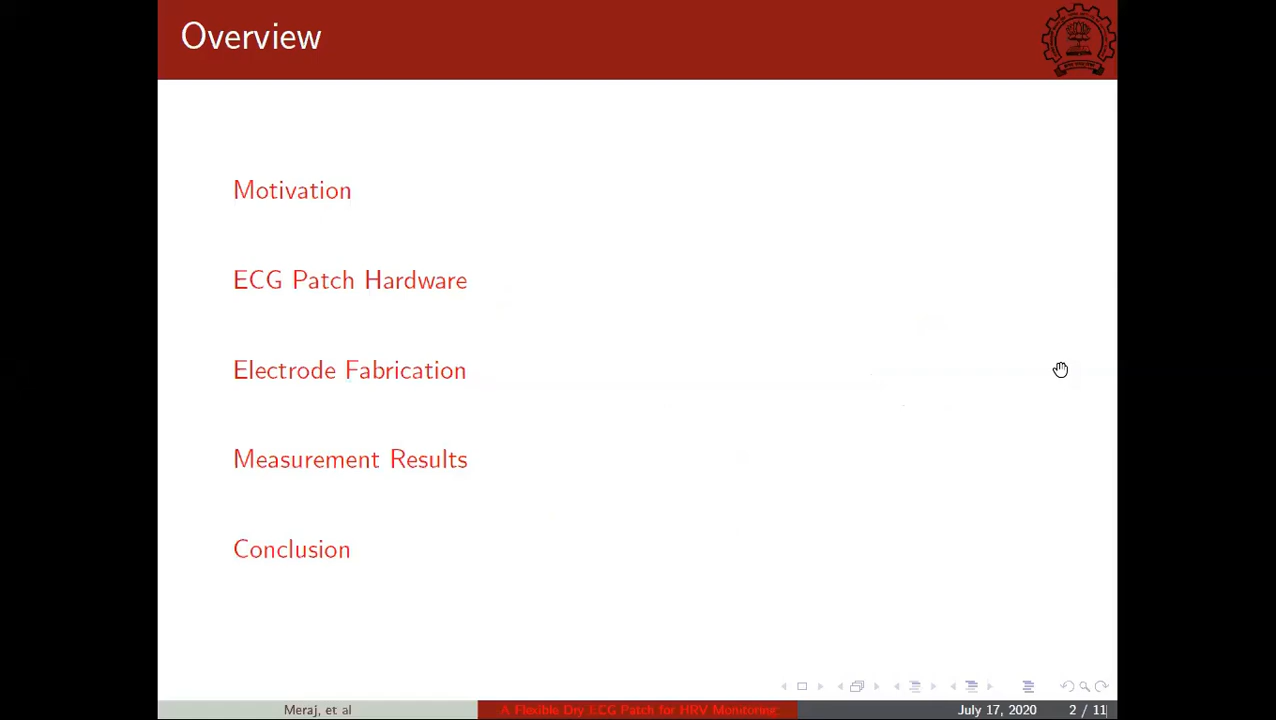 Overview
Motivation
ECG Patch Hardware
Electrode Fabrication
Measurement Results
Conclusion
Meraj, et al
A Flexible Dry ECG Patch for HRV Monitoring
July 17, 2020
2 / 11